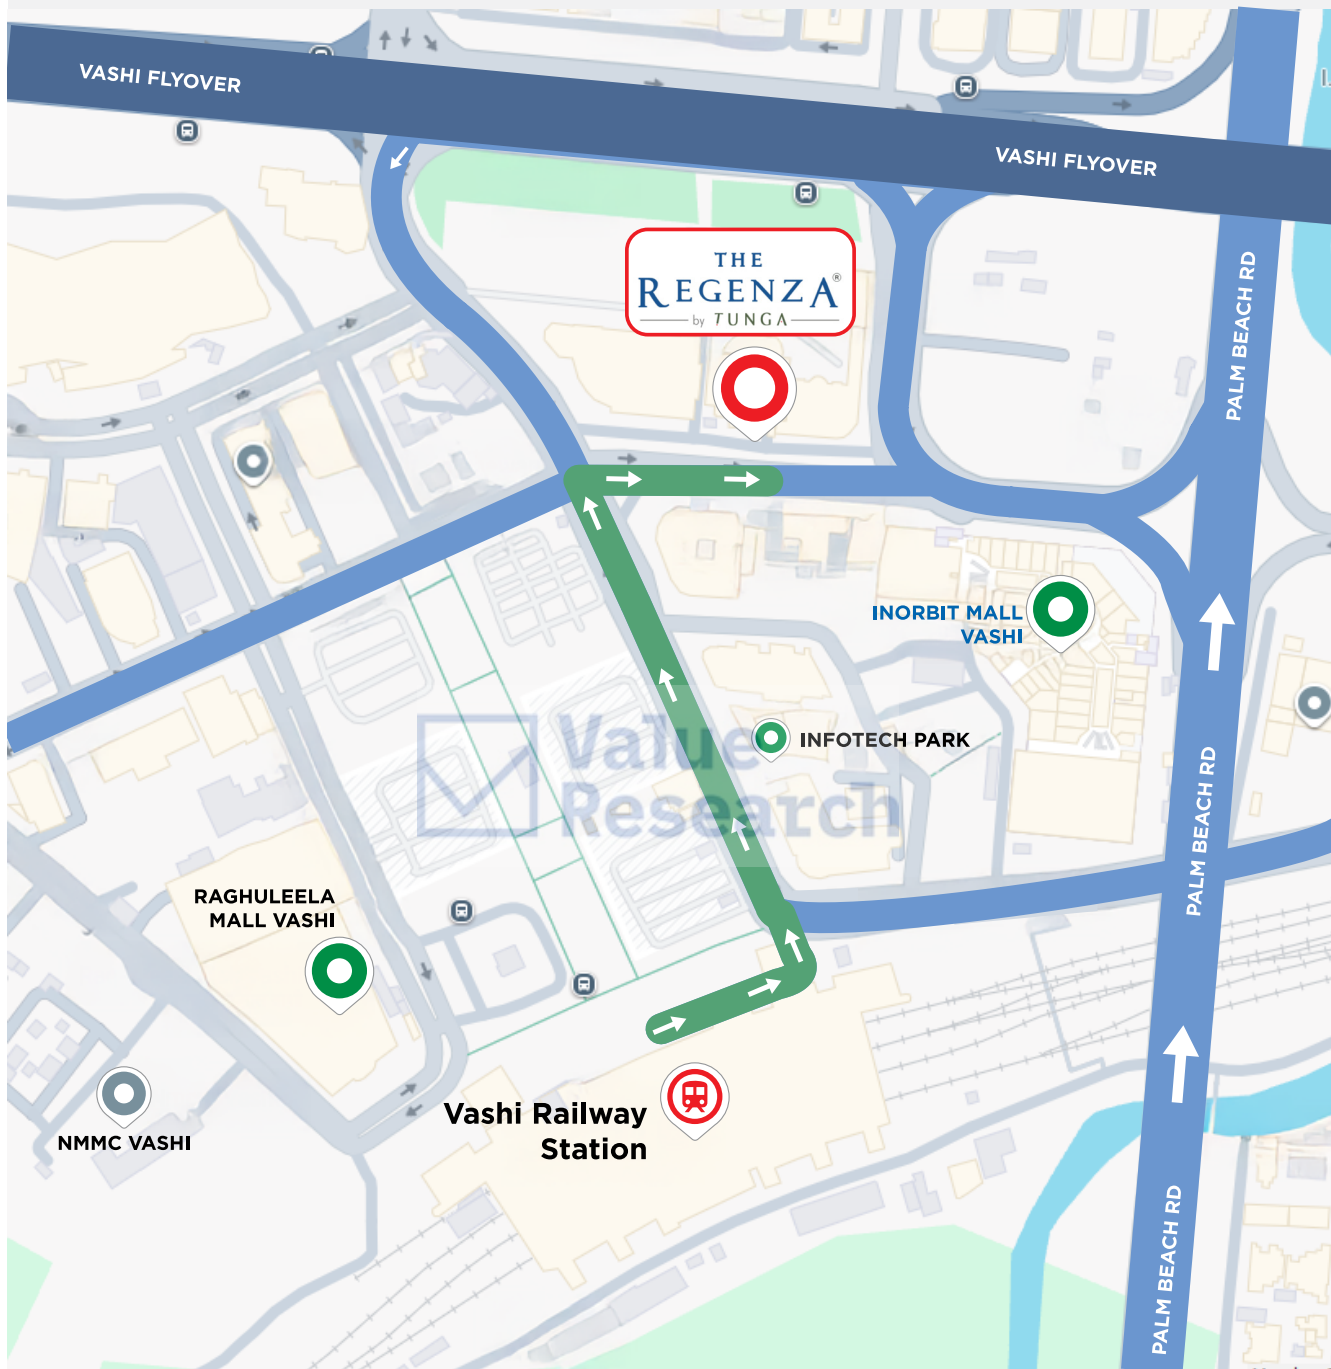 VASHI FLYOVER
VASHI FLYOVER
THE
REGENZA®
by TUNGA
PALM BEACH RD
INORBIT MALL
VASHI
INFOTECH PARK
Value
Research
PALM BEACH RD
RAGHULEELA
MALL VASHI
NMMC VASHI
Vashi Railway
Station
PALM BEACH RD